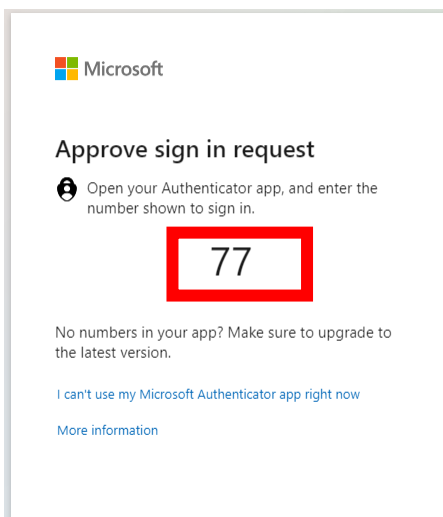 Microsoft
Approve sign in request
Open your Authenticator app, and enter the
number shown to sign in.
77
No numbers in your app? Make sure to upgrade to
the latest version.
I can't use my Microsoft Authenticator app right now
More information